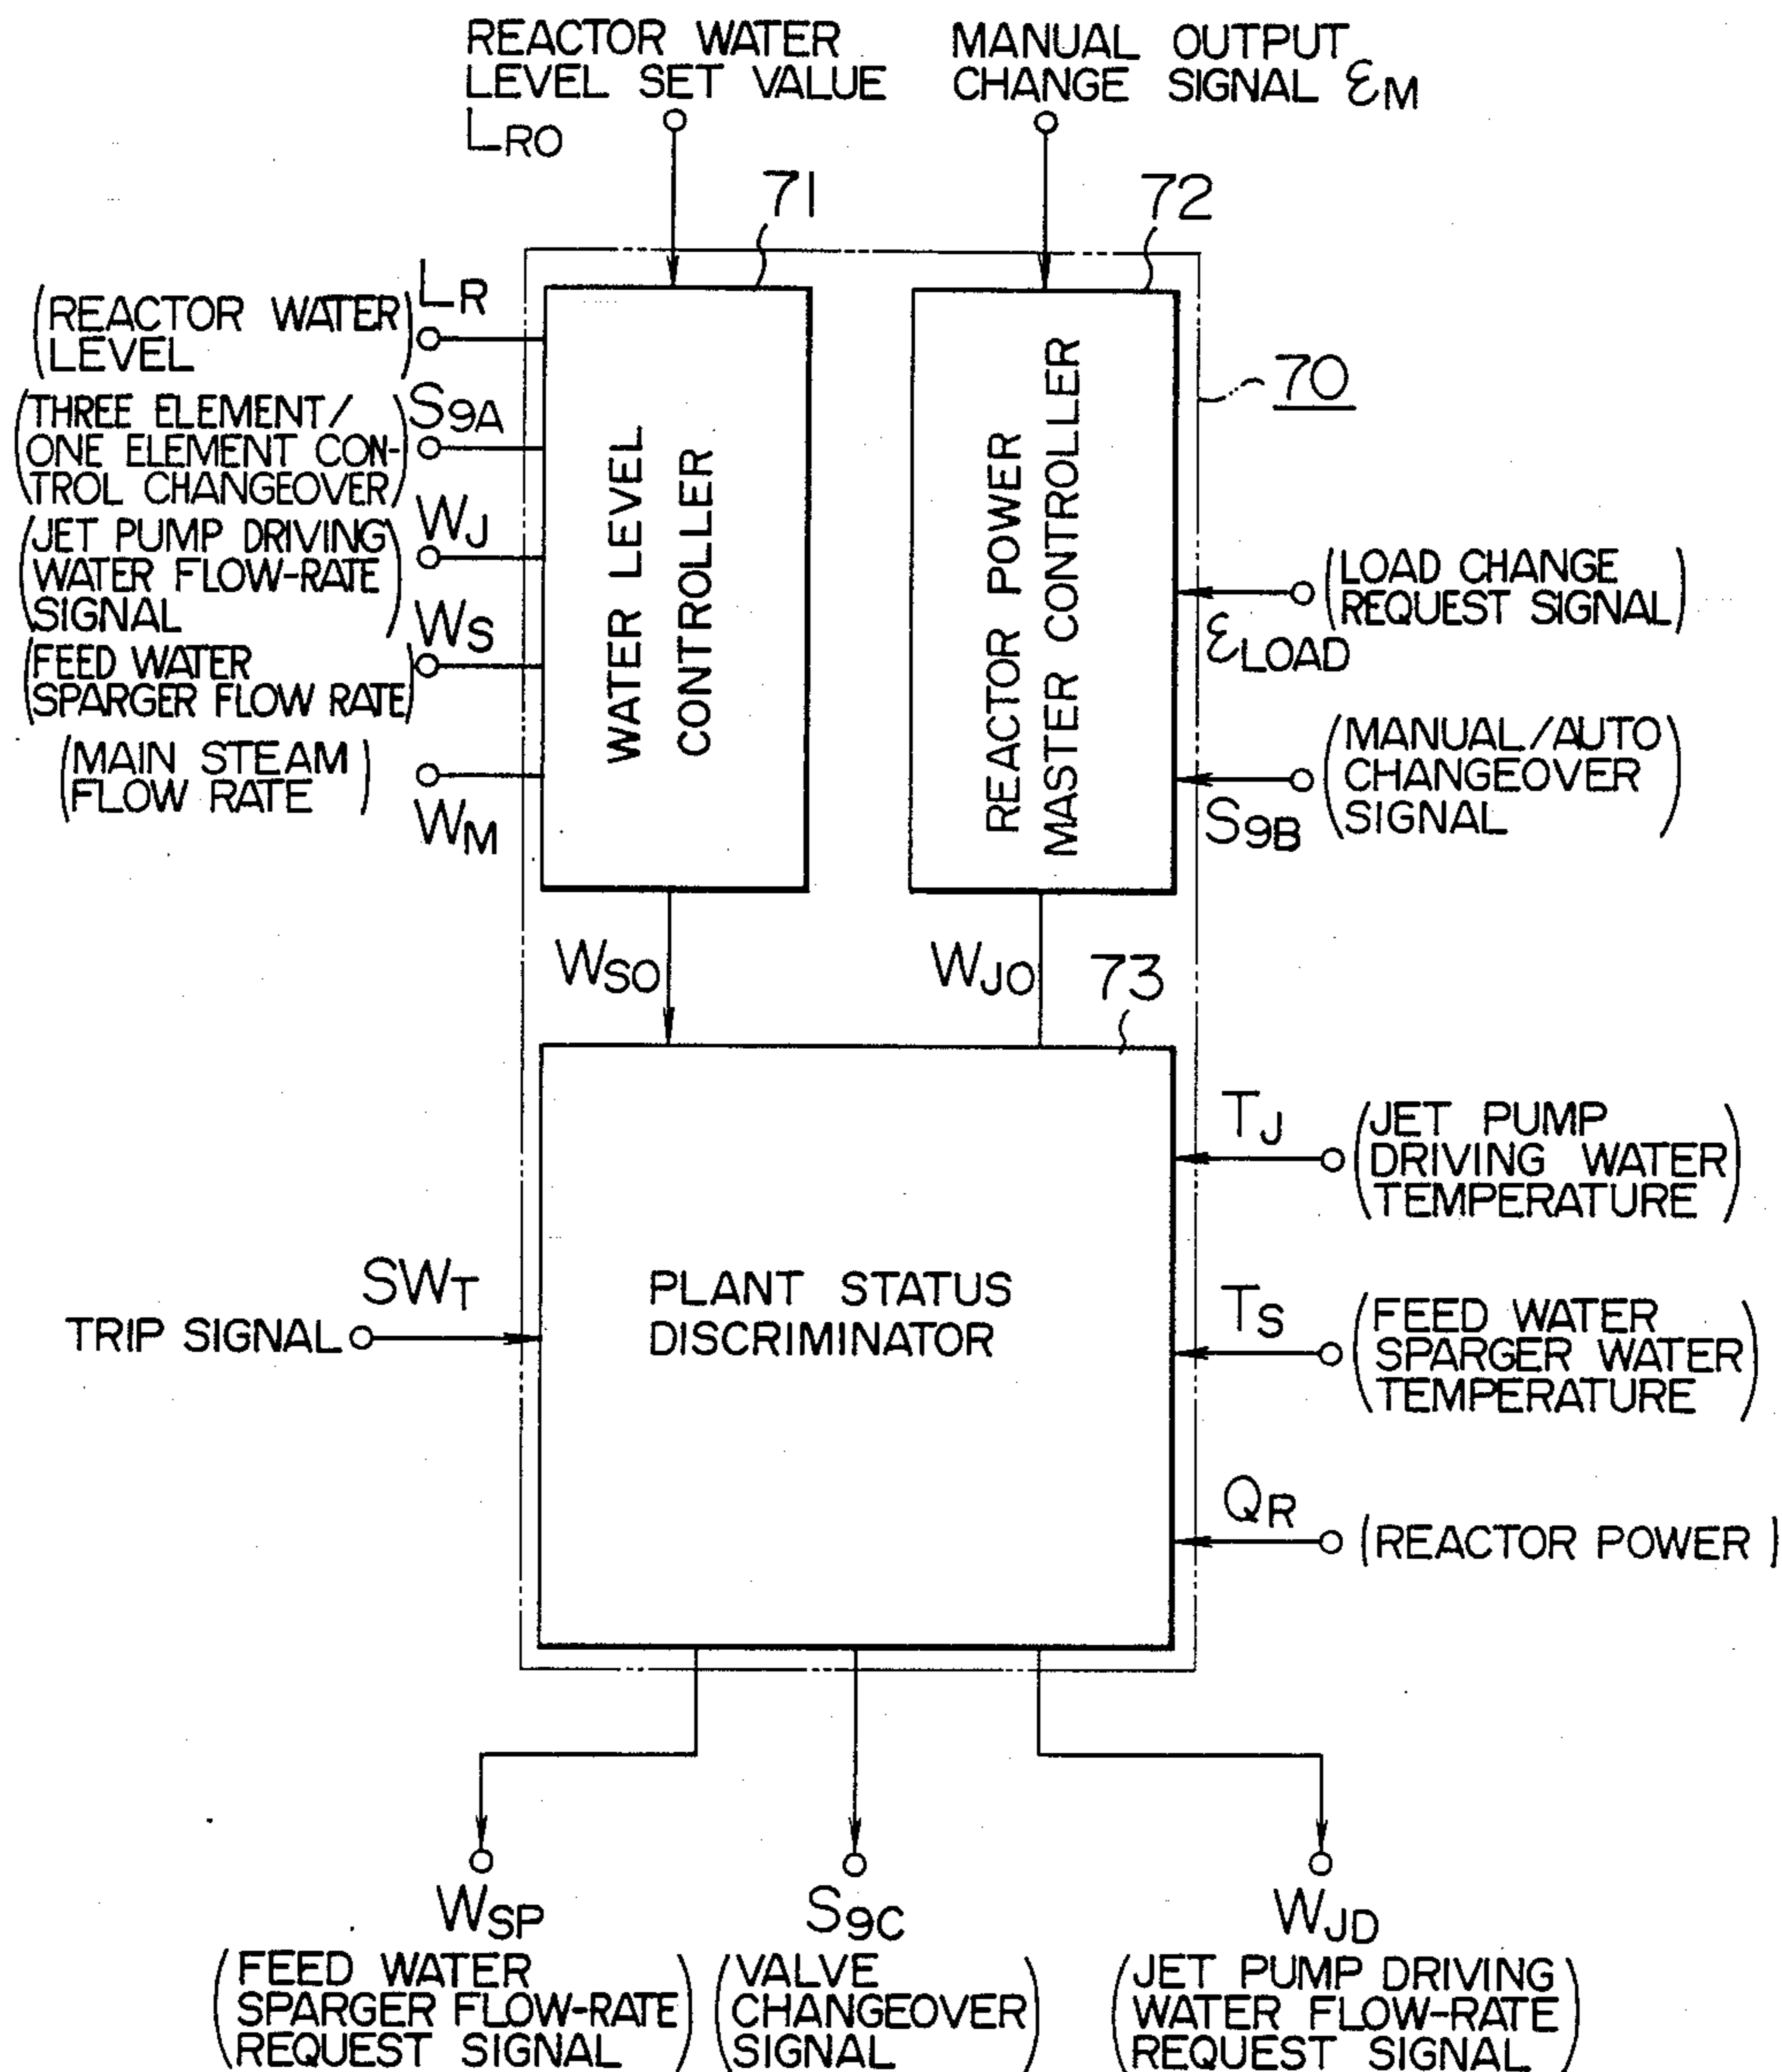 REACTOR WATER
LEVEL SET VALUE
LRO
MANUAL OUTPUT
CHANGE SIGNAL ƐM
71
72
70
LR
(REACTOR WATER
LEVEL)
S9A
(THREE ELEMENT/
ONE ELEMENT CON-
TROL CHANGEOVER)
WJ
(JET PUMP DRIVING
WATER FLOW-RATE
SIGNAL)
WS
(FEED WATER
SPARGER FLOW RATE)
(MAIN STEAM
FLOW RATE)
WM
WATER LEVEL
CONTROLLER
REACTOR POWER
MASTER CONTROLLER
(LOAD CHANGE
REQUEST SIGNAL)
ƐLOAD
(MANUAL/AUTO
CHANGEOVER
SIGNAL)
S9B
WSO
WJO
73
TJ
(JET PUMP
DRIVING WATER
TEMPERATURE)
SWT
TRIP SIGNAL
PLANT STATUS
DISCRIMINATOR
TS
(FEED WATER
SPARGER WATER
TEMPERATURE)
QR
(REACTOR POWER)
WSP
(FEED WATER
SPARGER FLOW-RATE
REQUEST SIGNAL)
S9C
(VALVE
CHANGEOVER
SIGNAL)
WJD
(JET PUMP DRIVING
WATER FLOW-RATE
REQUEST SIGNAL)